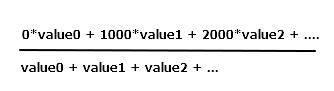 0*value0 + 1000*value1 + 2000*value2 + ....
value0 + value1 + value2 + ...